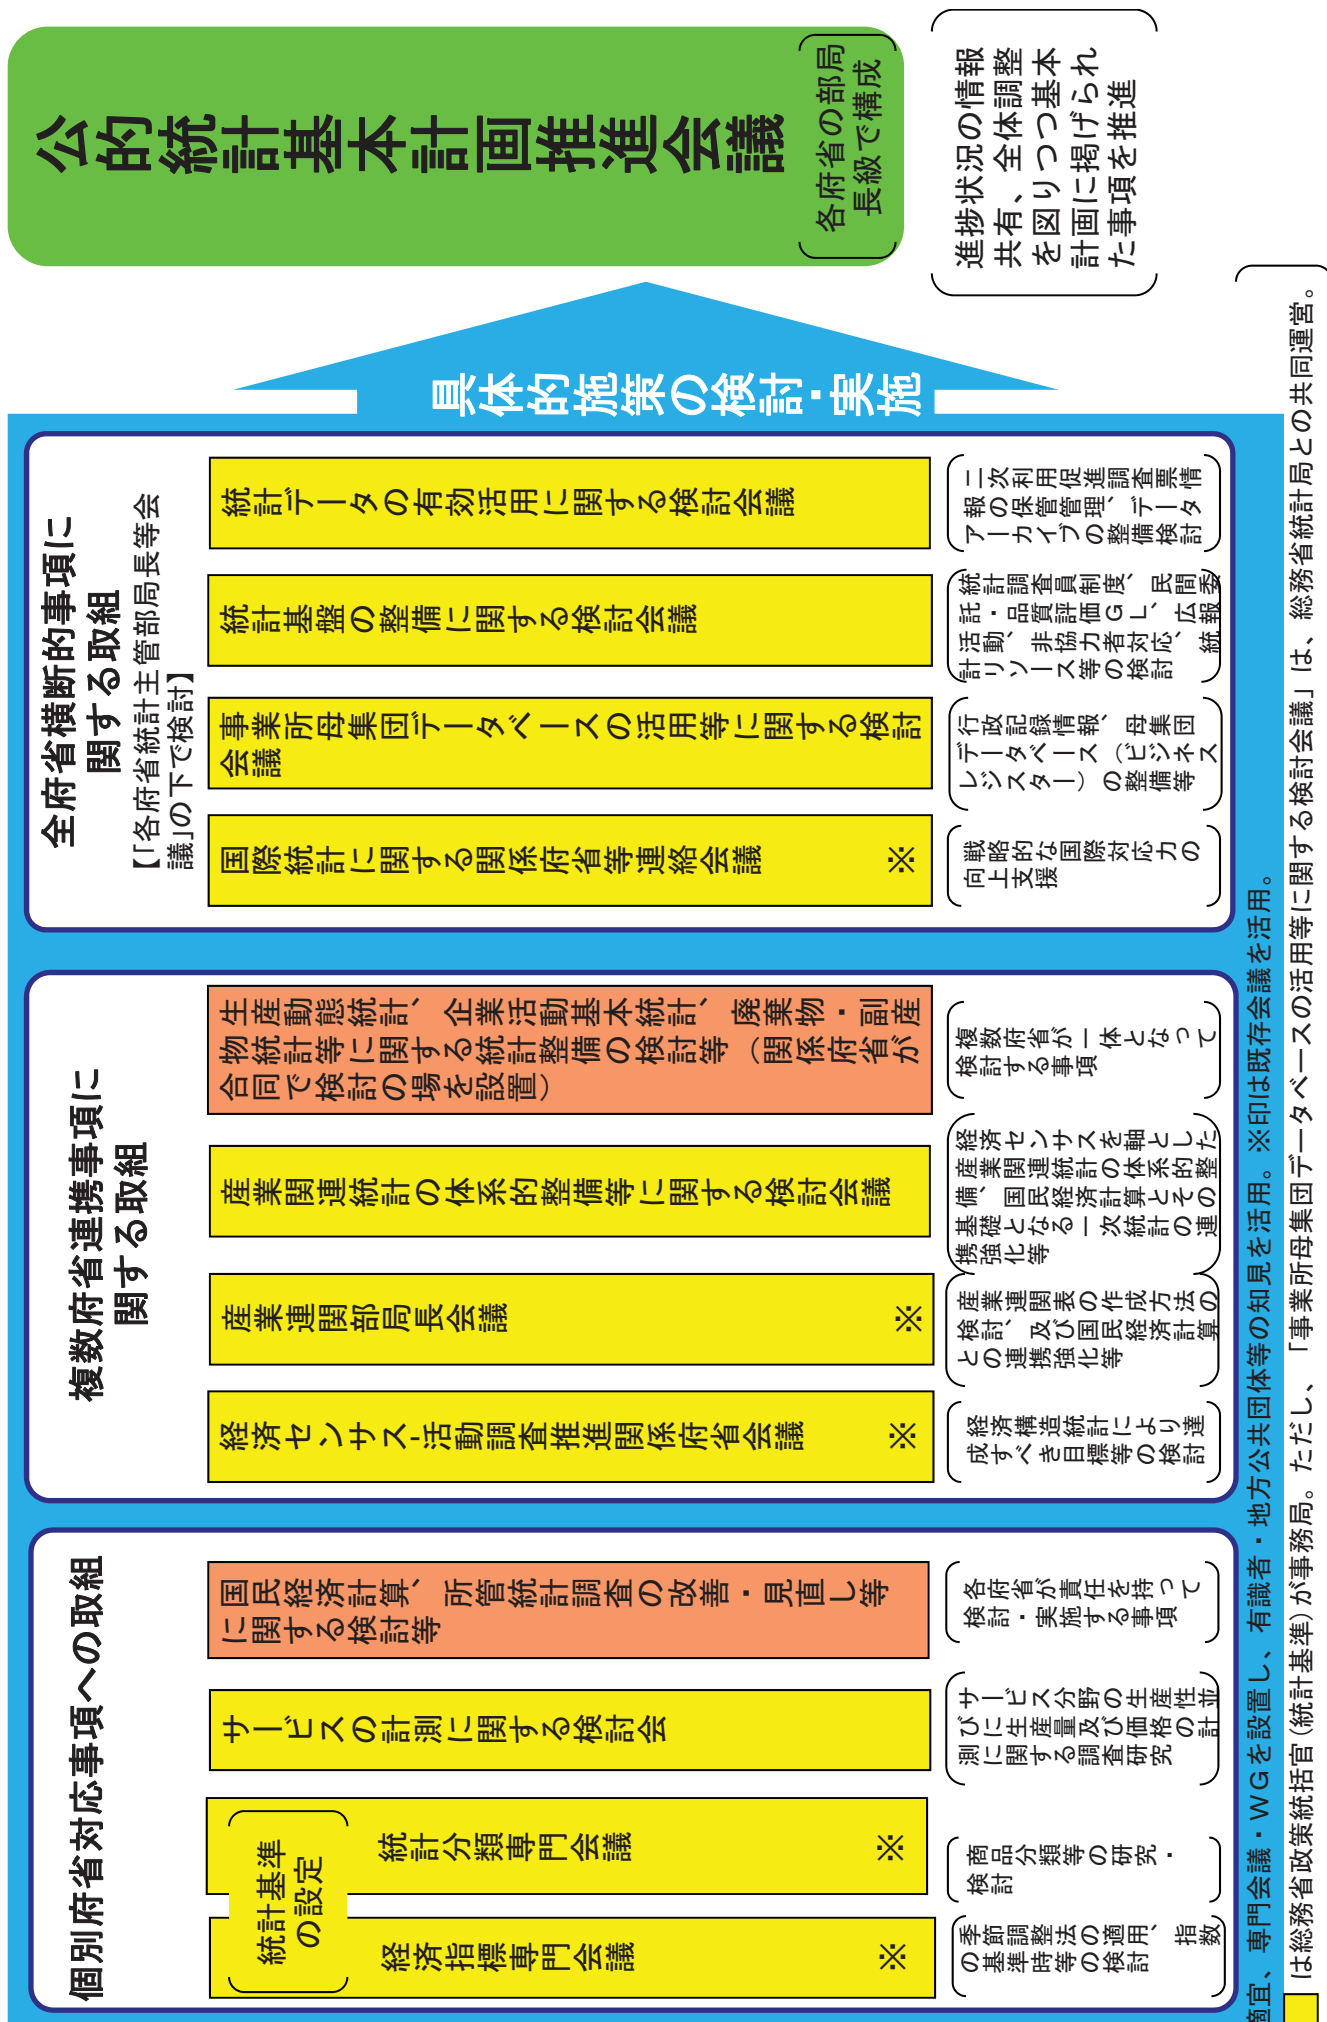 公的統計基本計画推進会議
各府省の部局
長級で構成
進捗状況の情報
共有、全体調整
を図りつつ基本
計画に掲げられ
た事項を推進
具体的施策の検討・実施
全府省横断的事項に
関する取組
【「各府省統計主管部局長等会
議」の下で検討】
統計データの有効活用に関する検討会議
二次利用促進調査票情
報の保管管理、データ
アーカイブの整備検討
統計基盤の整備に関する検討会議
統計調査員制度、民間委
託・品質評価GL、広報
活動、非協力者対応、統
計リソース等の検討
事業所母集団データベースの活用等に関する検討
会議
行政記録情報、母集団
データベース（ビジネス
レジスター）の整備等
国際統計に関する関係府省等連絡会議 ※
戦略的な国際対応力の
向上支援
複数府省連携事項に
関する取組
生産動態統計、企業活動基本統計、廃棄物・副産
物統計等に関する統計整備の検討等（関係府省が
合同で検討の場を設置）
複数府省が一体となって
検討する事項
産業関連統計の体系的整備等に関する検討会議
経済センサスを軸とした
産業関連統計の体系的整
備、国民経済計算とその
基礎となる一次統計の連
携強化等
産業連関部局長会議 ※
産業連関表の作成方法の
検討、及び国民経済計算
との連携強化等
経済センサス-活動調査推進関係府省会議 ※
経済構造統計により達
成すべき目標等の検討
個別府省対応事項への取組
国民経済計算、所管統計調査の改善・見直し等
に関する検討等
各府省が責任を持って
検討・実施する事項
サービスの計測に関する検討会
サービス分野の生産性並
びに生産量及び価格の計
測に関する調査研究
統計基準
の設定
統計分類専門会議 ※
商品分類等の研究・
検討
経済指標専門会議 ※
季節調整法の適用、指数
の基準時等の検討
適宜、専門会議・WGを設置し、有識者・地方公共団体等の知見を活用。※印は既存会議を活用。
は総務省政策統括官(統計基準)が事務局。ただし、「事業所母集団データベースの活用等に関する検討会議」は、総務省統計局との共同運営。